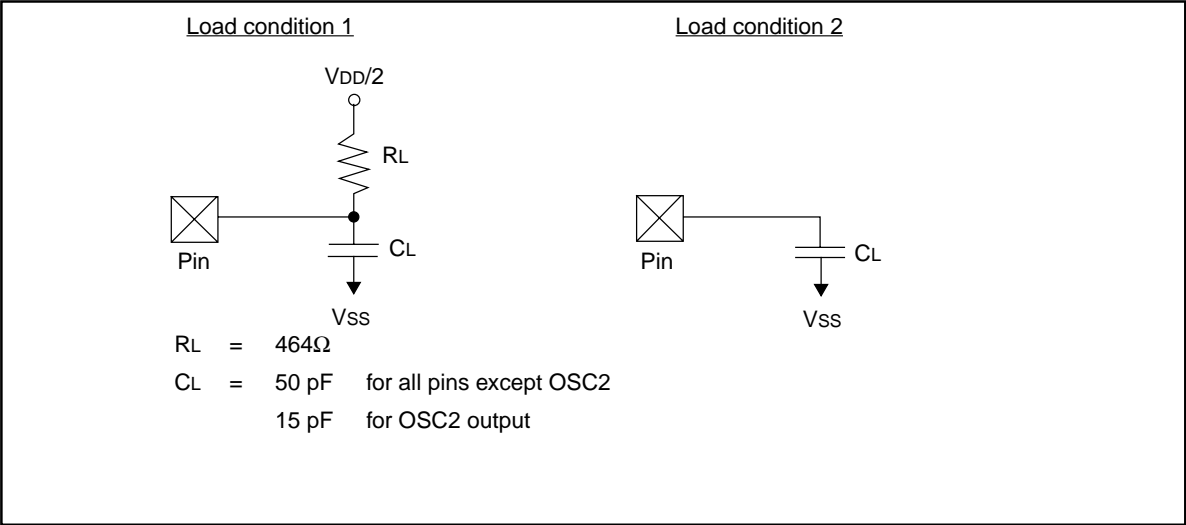 Load condition 1
VDD/2
RL
Pin
CL
VSS
Load condition 2
Pin
CL
VSS
RL = 464Ω
CL = 50 pF for all pins except OSC2
15 pF for OSC2 output